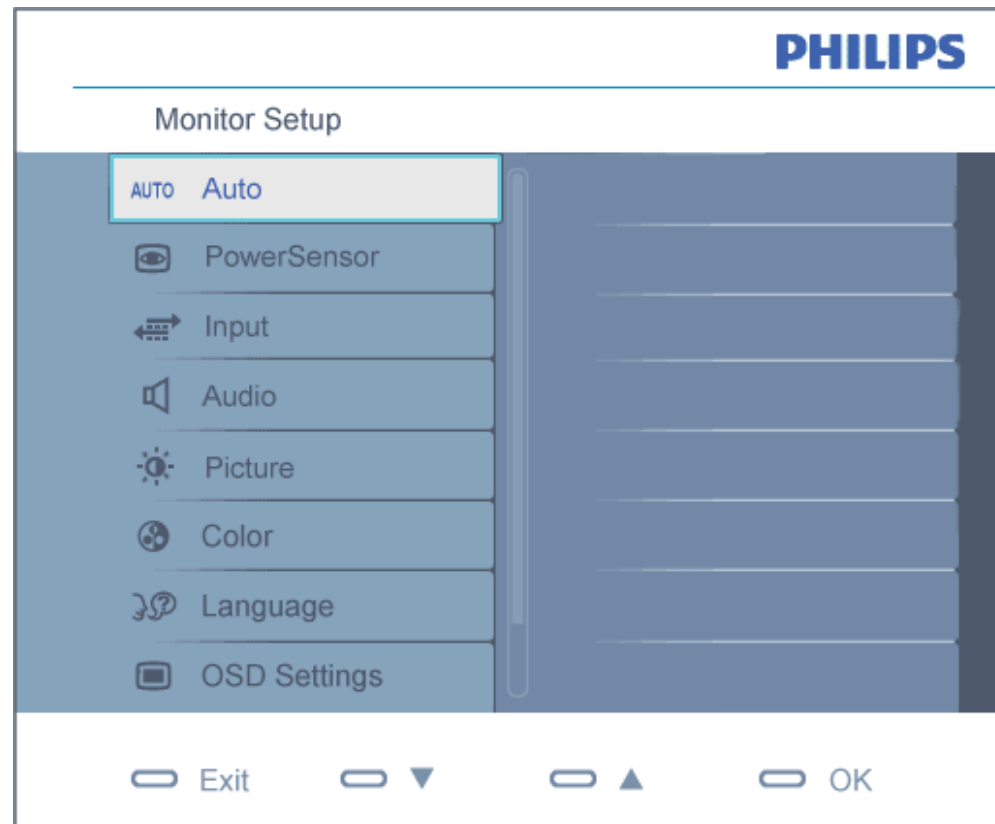 PHILIPS
Monitor Setup
AUTO Auto
PowerSensor
Input
Audio
Picture
Color
? Language
OSD Settings
Exit ▼ ▲ OK